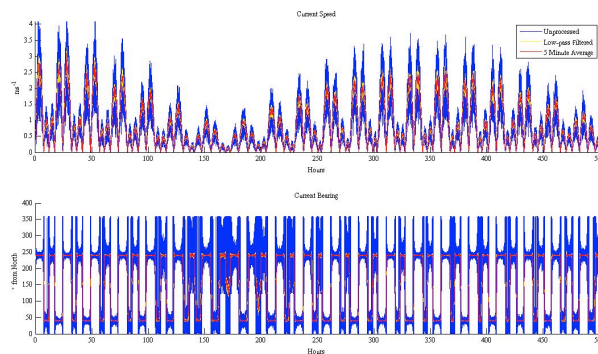 Current Speed
Unprocessed
Low-pass Filtered
5 Minute Average
4
3.5
3
2.5
2
1.5
1
0.5
0
ms⁻¹
0 50 100 150 200 250 300 350 400 450
Hours
Current Bearing
400
350
300
250
200
150
100
50
0
° from North
0 50 100 150 200 250 300 350 400 450
Hours